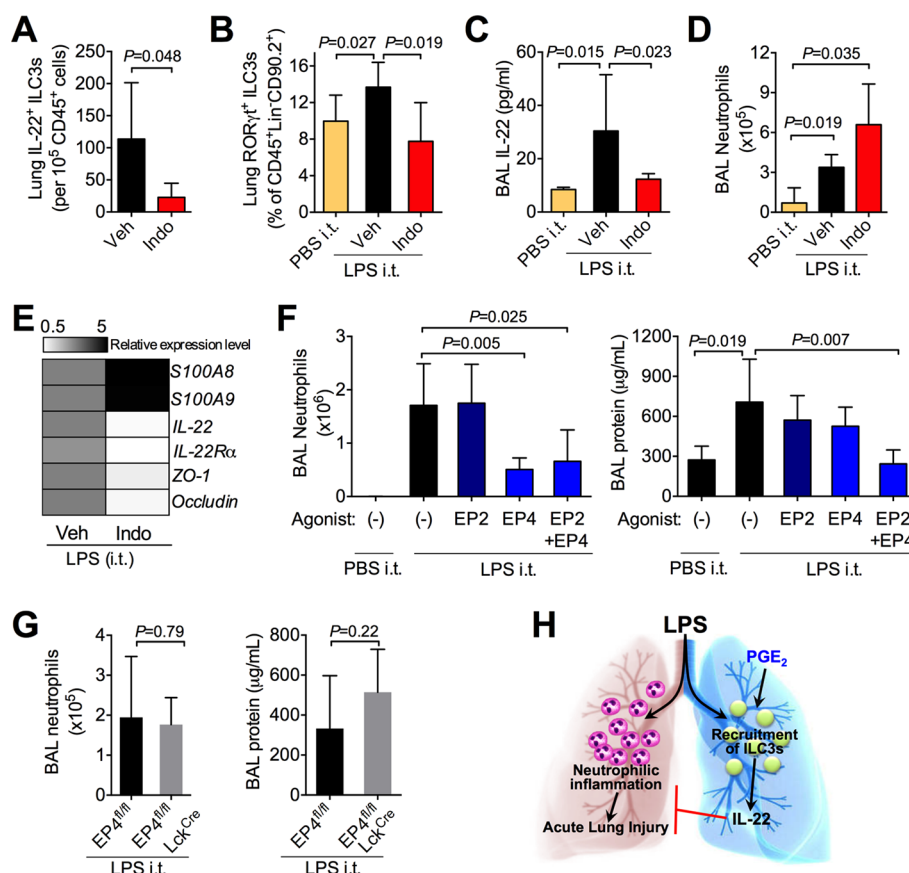 A
Lung IL-22⁺ ILC3s
(per 10⁵ CD45⁺ cells)
250
200
150
100
50
0
P=0.048
Veh
Indo
B
Lung RORγt⁺ ILC3s
(% of CD45⁺Lin⁻CD90.2⁺)
20
15
10
5
0
P=0.027
P=0.019
PBS i.t.
Veh
Indo
LPS i.t.
C
BAL IL-22 (pg/ml)
60
40
20
0
P=0.015
P=0.023
PBS i.t.
Veh
Indo
LPS i.t.
D
BAL Neutrophils
(x10⁵)
12
9
6
3
0
P=0.035
P=0.019
PBS i.t.
Veh
Indo
LPS i.t.
E
0.5
5
Relative expression level
S100A8
S100A9
IL-22
IL-22Rα
ZO-1
Occludin
Veh
Indo
LPS (i.t.)
F
BAL Neutrophils
(x10⁶)
3
2
1
0
P=0.025
P=0.005
Agonist: (-) (-) EP2 EP4 EP2
+EP4
PBS i.t.
LPS i.t.
BAL protein (μg/mL)
1200
900
600
300
0
P=0.019
P=0.007
Agonist: (-) (-) EP2 EP4 EP2
+EP4
PBS i.t.
LPS i.t.
G
BAL neutrophils
(x10⁵)
4
3
2
1
0
P=0.79
EP4fl/fl
EP4fl/fl
LckCre
LPS i.t.
BAL protein (μg/mL)
800
600
400
200
0
P=0.22
EP4fl/fl
EP4fl/fl
LckCre
LPS i.t.
H
LPS
PGE₂
Recruitment
of ILC3s
Neutrophilic
inflammation
Acute Lung Injury
IL-22